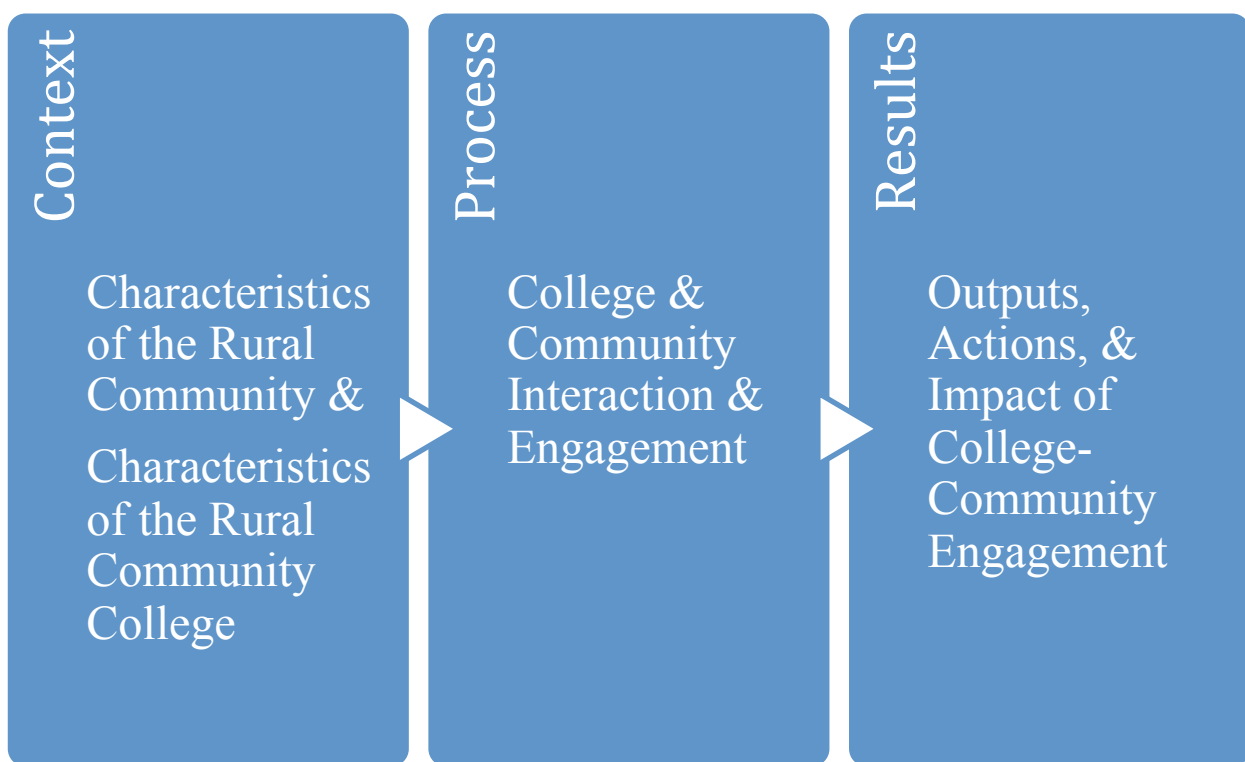 Context
Characteristics
of the Rural
Community &
Characteristics
of the Rural
Community
College
Process
College &
Community
Interaction &
Engagement
Results
Outputs,
Actions, &
Impact of
College-
Community
Engagement